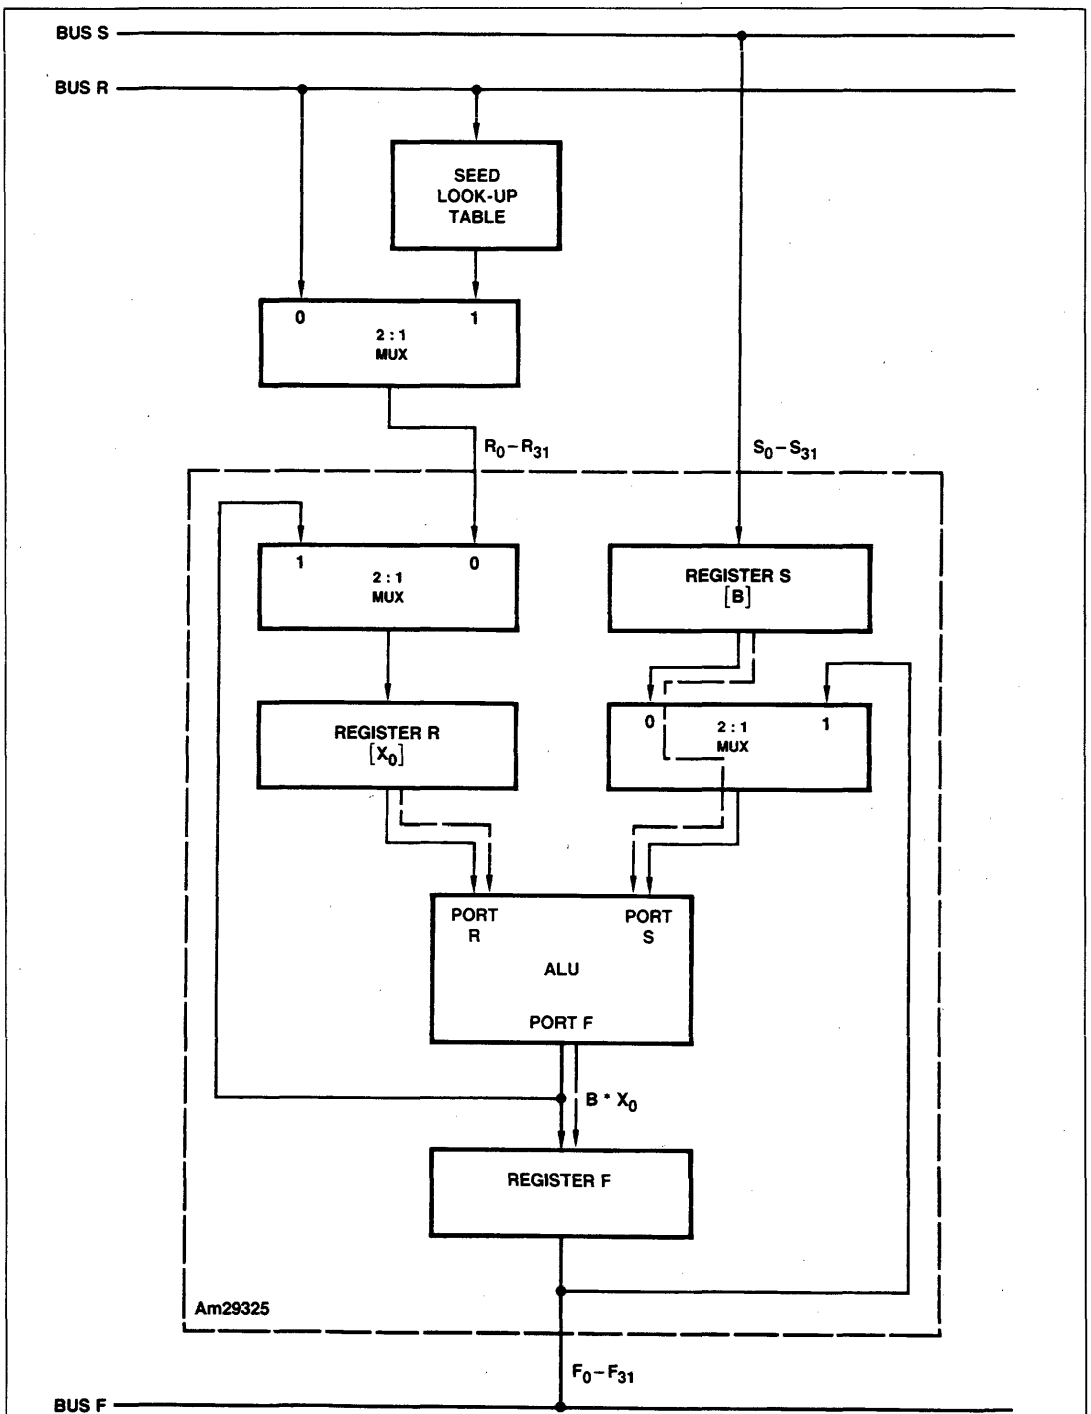 BUS S
BUS R
SEED
LOOK-UP
TABLE
0 1
2 : 1
MUX
R0–R31
S0–S31
1 0
2 : 1
MUX
REGISTER S
[B]
REGISTER R
[X0]
0 1
2 : 1
MUX
PORT
R
PORT
S
ALU
PORT F
B * X0
REGISTER F
Am29325
F0–F31
BUS F